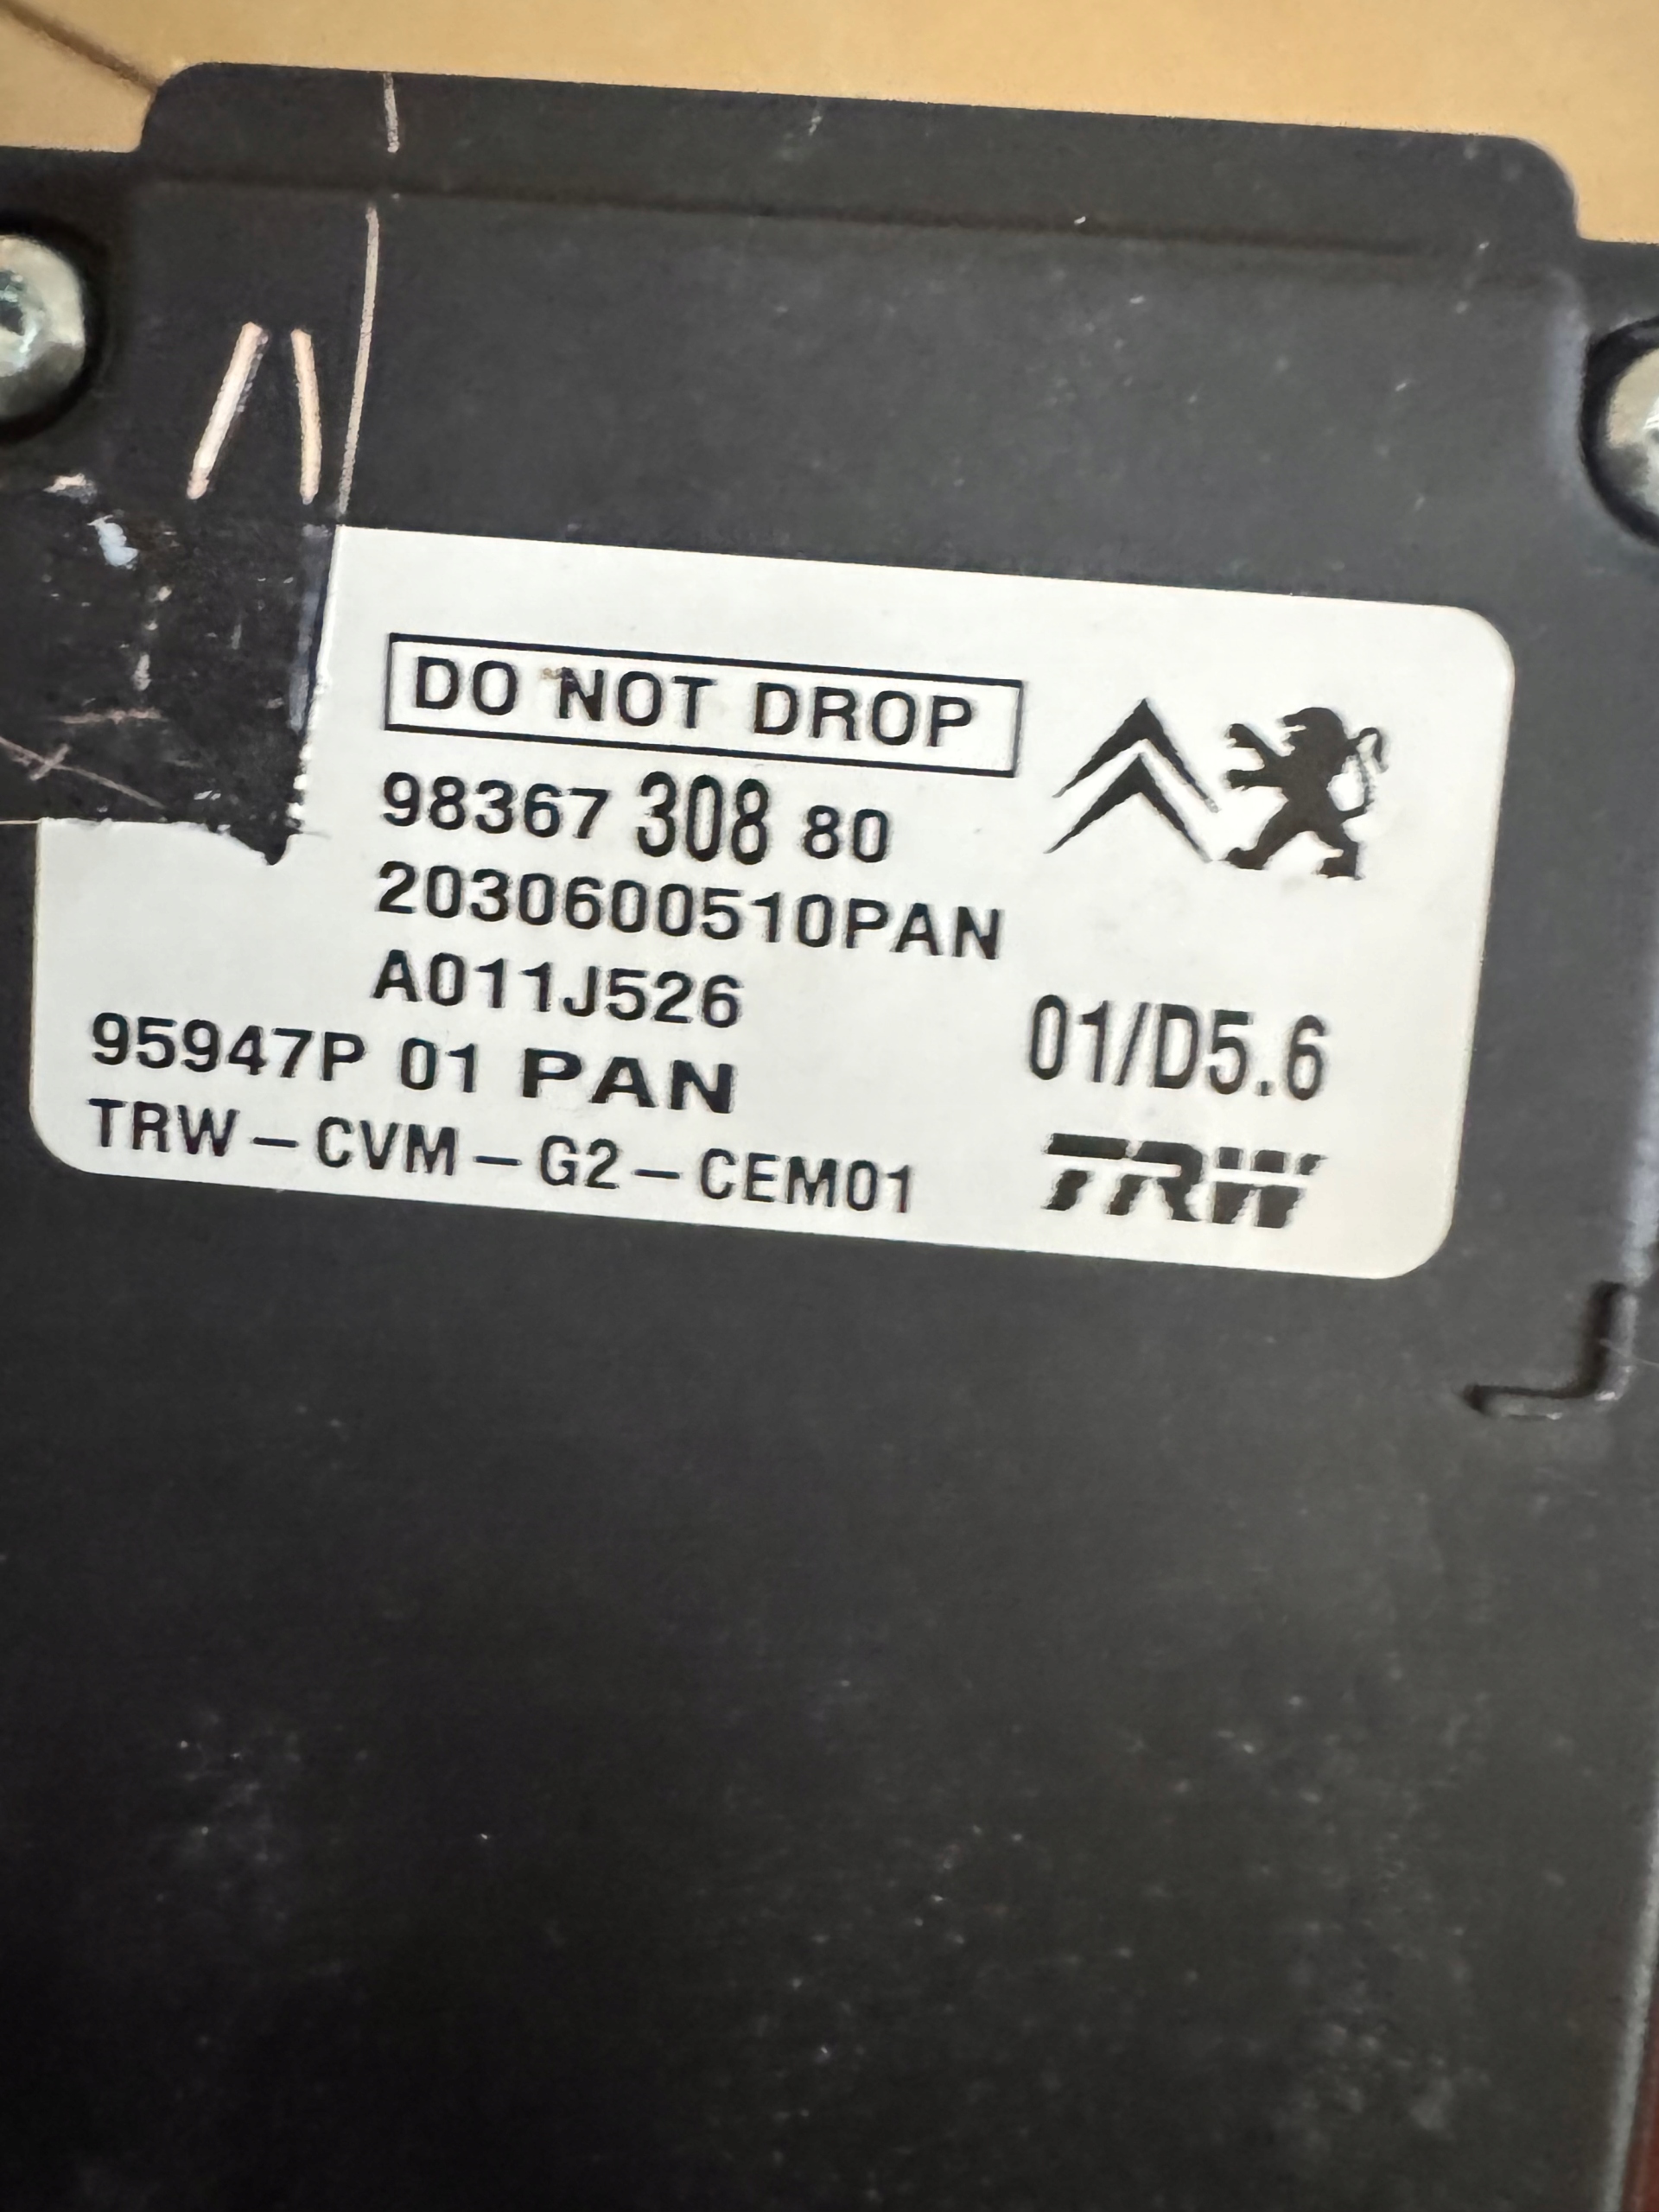 DO NOT DROP
98367 308 80
2030600510PAN
A011J526
01/D5.6
95947P 01 PAN
TRW-CVM-G2-CEM01
TRW